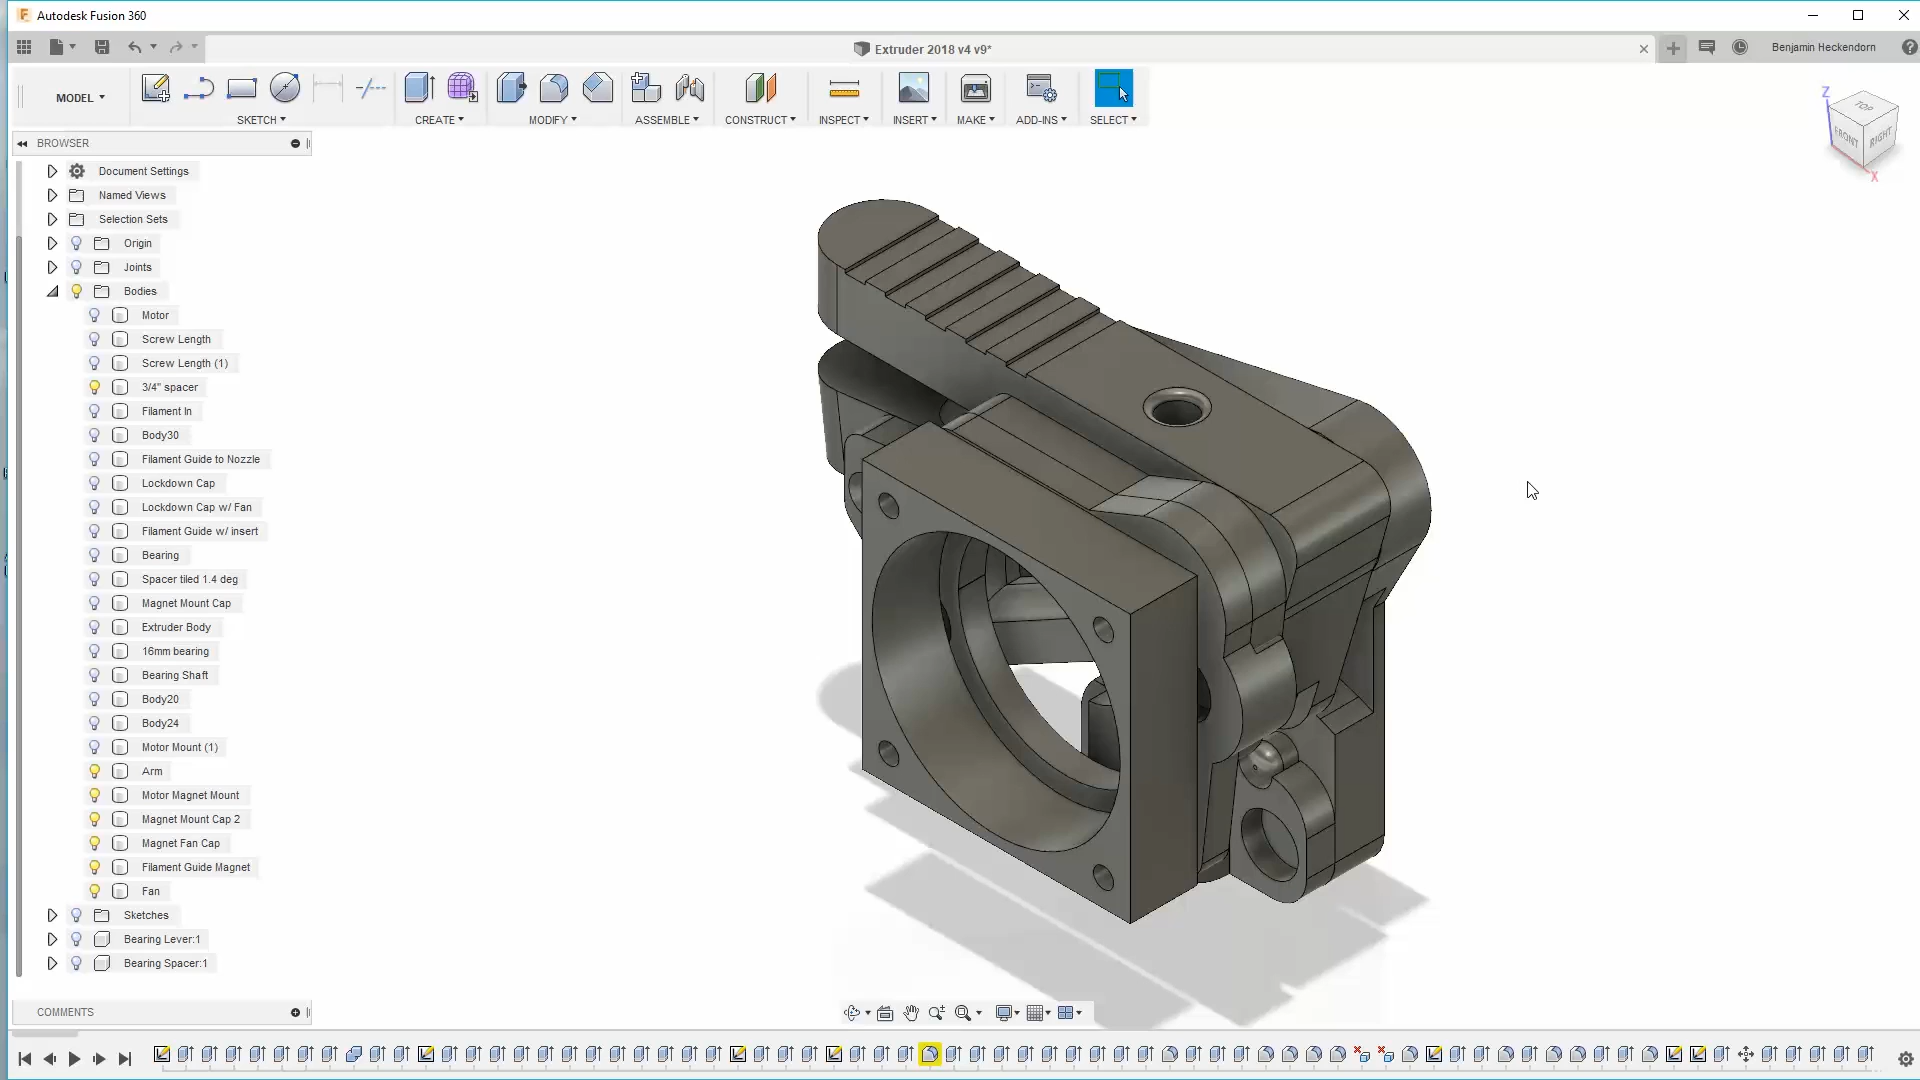 Autodesk Fusion 360
Extruder 2018 v4 v9*
Benjamin Heckendorn
MODEL
SKETCH
CREATE
MODIFY
ASSEMBLE
CONSTRUCT
INSPECT
INSERT
MAKE
ADD-INS
SELECT
Z
TOP
FRONT
RIGHT
X
BROWSER
Document Settings
Named Views
Selection Sets
Origin
Joints
Bodies
Motor
Screw Length
Screw Length (1)
3/4" spacer
Filament In
Body30
Filament Guide to Nozzle
Lockdown Cap
Lockdown Cap w/ Fan
Filament Guide w/ insert
Bearing
Spacer tiled 1.4 deg
Magnet Mount Cap
Extruder Body
16mm bearing
Bearing Shaft
Body20
Body24
Motor Mount (1)
Arm
Motor Magnet Mount
Magnet Mount Cap 2
Magnet Fan Cap
Filament Guide Magnet
Fan
Sketches
Bearing Lever:1
Bearing Spacer:1
COMMENTS